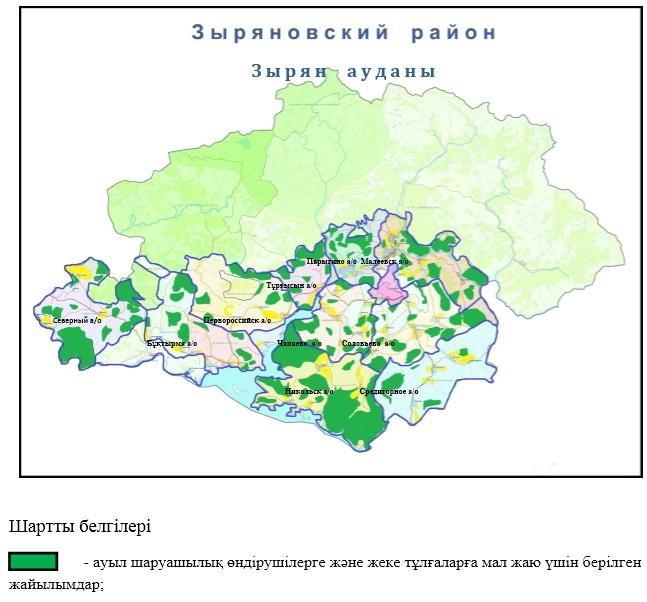 Зыряновский район
Зырян ауданы
Парыгино а/о Малеевск а/о
Тұрғысын а/о
Северный а/о
Первороссийск а/о
Бұқтырма а/о
Чапаево а/о
Соловьево а/о
Никольск а/о
Средигорное а/о
Шартты белгілері
- ауыл шаруашылық өндірушілерге және жеке тұлғаларға мал жаю үшін берілген
жайылымдар;